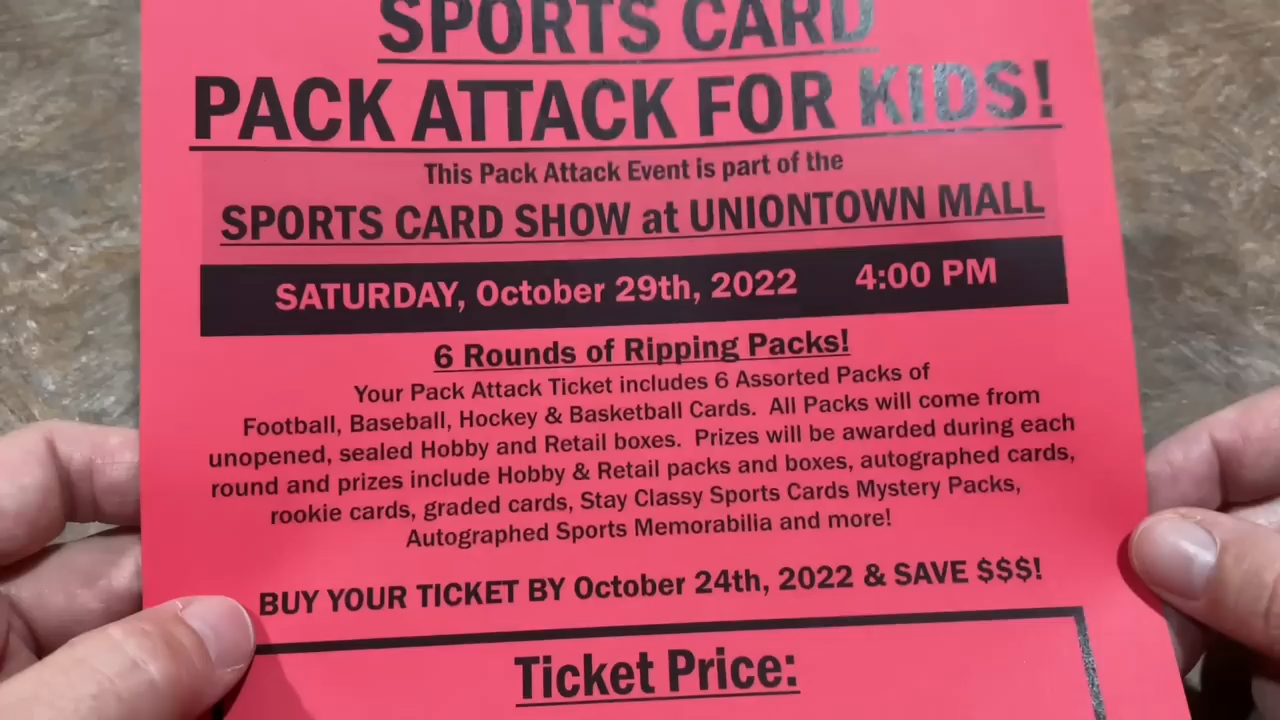 SPORTS CARD
PACK ATTACK FOR KIDS!
This Pack Attack Event is part of the
SPORTS CARD SHOW at UNIONTOWN MALL
SATURDAY, October 29th, 2022 4:00 PM
6 Rounds of Ripping Packs!
Your Pack Attack Ticket includes 6 Assorted Packs of
Football, Baseball, Hockey & Basketball Cards. All Packs will come from
unopened, sealed Hobby and Retail boxes. Prizes will be awarded during each
round and prizes include Hobby & Retail packs and boxes, autographed cards,
rookie cards, graded cards, Stay Classy Sports Cards Mystery Packs,
Autographed Sports Memorabilia and more!
BUY YOUR TICKET BY October 24th, 2022 & SAVE $$$!
Ticket Price: